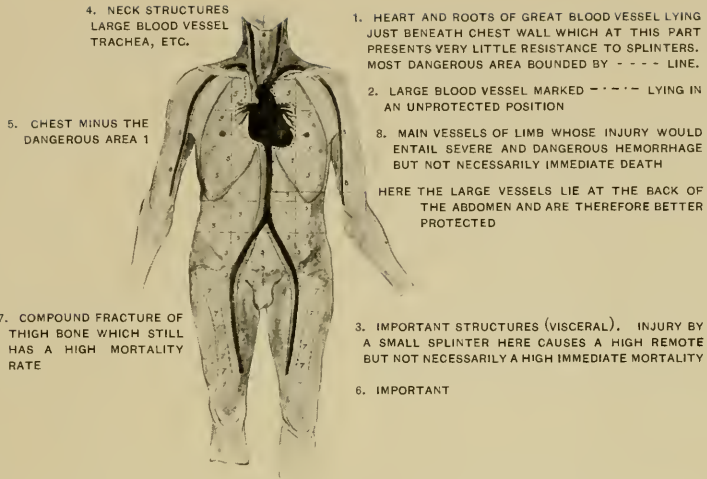 4. NECK STRUCTURES
LARGE BLOOD VESSEL
TRACHEA, ETC.
5. CHEST MINUS THE
DANGEROUS AREA 1
7. COMPOUND FRACTURE OF
THIGH BONE WHICH STILL
HAS A HIGH MORTALITY
RATE
1. HEART AND ROOTS OF GREAT BLOOD VESSEL LYING
JUST BENEATH CHEST WALL WHICH AT THIS PART
PRESENTS VERY LITTLE RESISTANCE TO SPLINTERS.
MOST DANGEROUS AREA BOUNDED BY - - - - LINE.
2. LARGE BLOOD VESSEL MARKED — · — · — LYING IN
AN UNPROTECTED POSITION
8. MAIN VESSELS OF LIMB WHOSE INJURY WOULD
ENTAIL SEVERE AND DANGEROUS HEMORRHAGE
BUT NOT NECESSARILY IMMEDIATE DEATH
HERE THE LARGE VESSELS LIE AT THE BACK OF
THE ABDOMEN AND ARE THEREFORE BETTER
PROTECTED
3. IMPORTANT STRUCTURES (VISCERAL). INJURY BY
A SMALL SPLINTER HERE CAUSES A HIGH REMOTE
BUT NOT NECESSARILY A HIGH IMMEDIATE MORTALITY
6. IMPORTANT